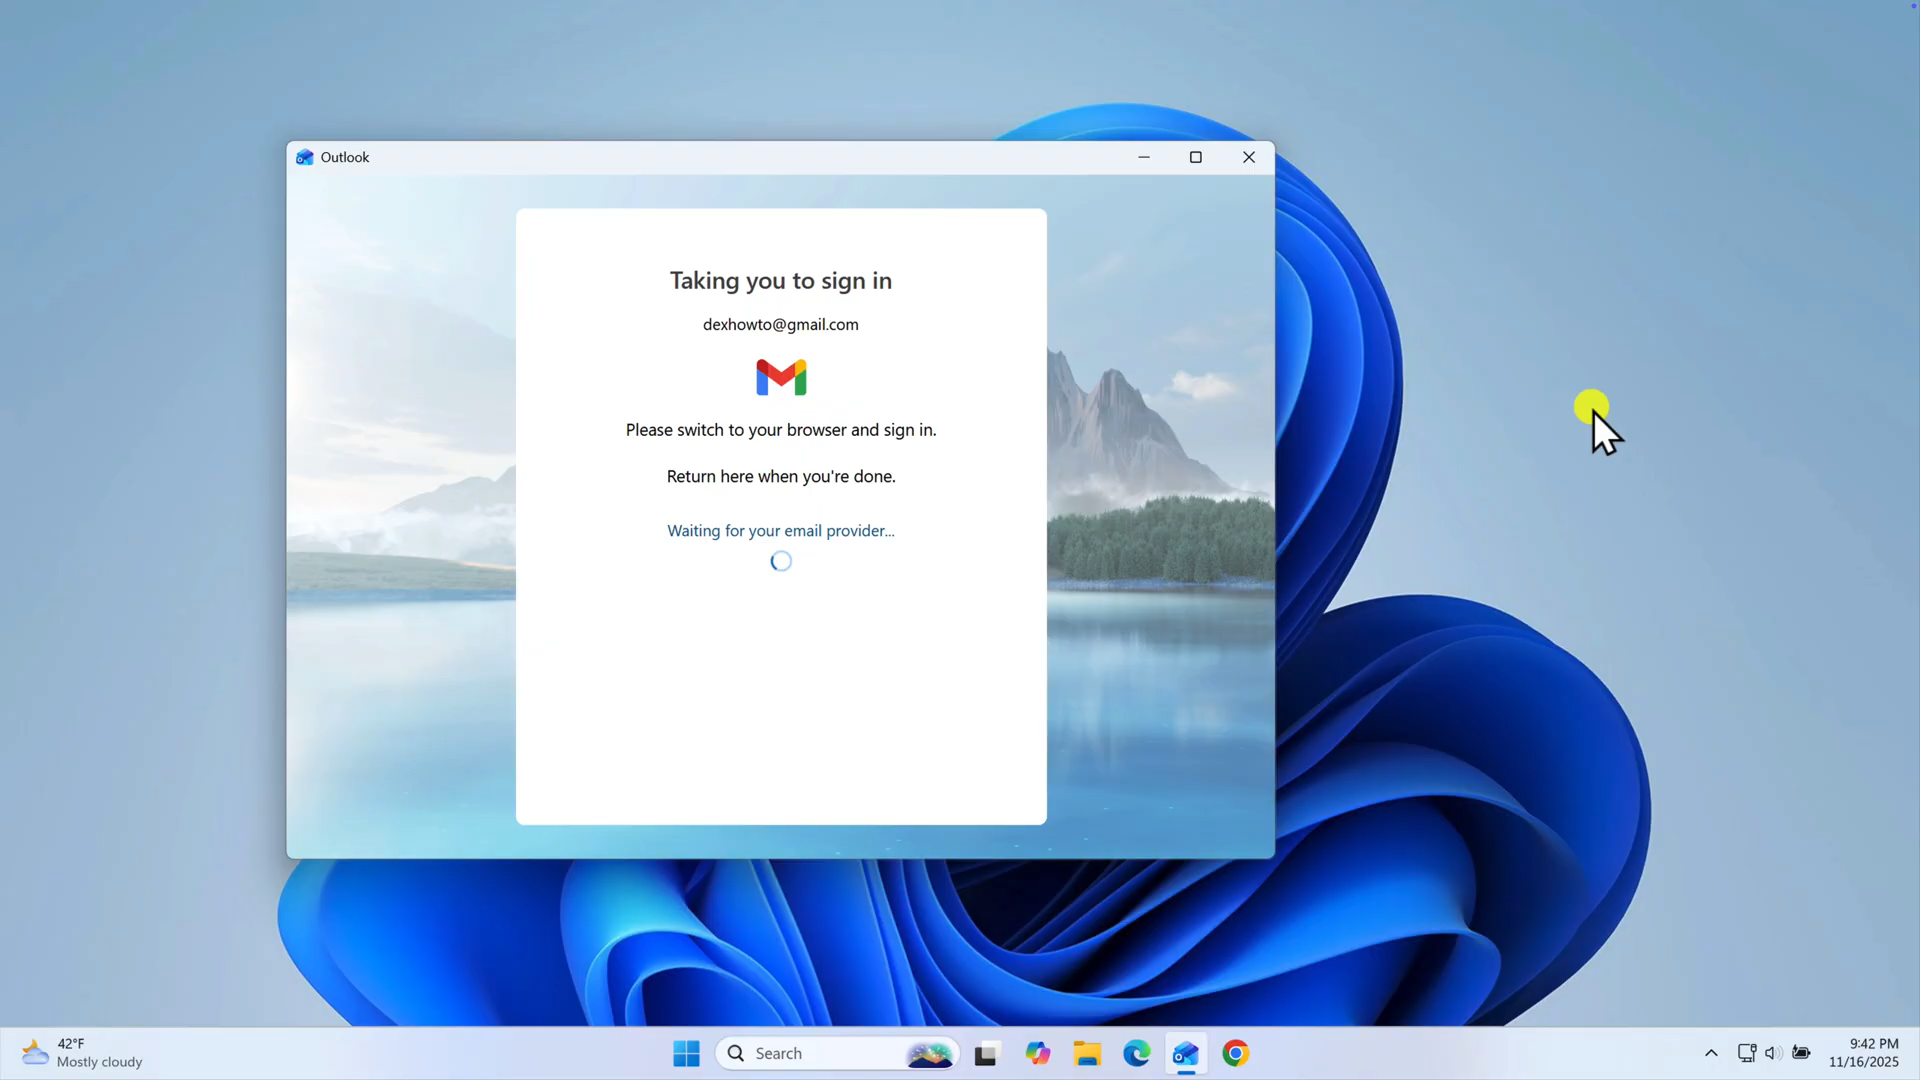 Outlook
Taking you to sign in
dexhowto@gmail.com
Please switch to your browser and sign in.
Return here when you're done.
Waiting for your email provider...
42°F
Mostly cloudy
Search
9:42 PM
11/16/2025